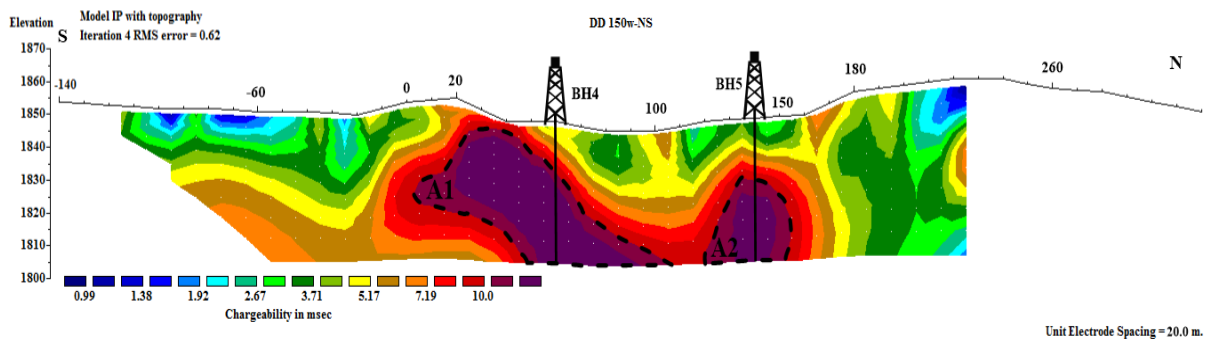 Model IP with topography
Elevation
Iteration 4 RMS error = 0.62
DD 150w-NS
S
N
1870
1860
1850
1840
1830
1820
1810
1800
-140
-60
0
20
100
150
180
260
BH4
BH5
A1
A2
0.99 1.38 1.92 2.67 3.71 5.17 7.19 10.0
Chargeability in msec
Unit Electrode Spacing = 20.0 m.